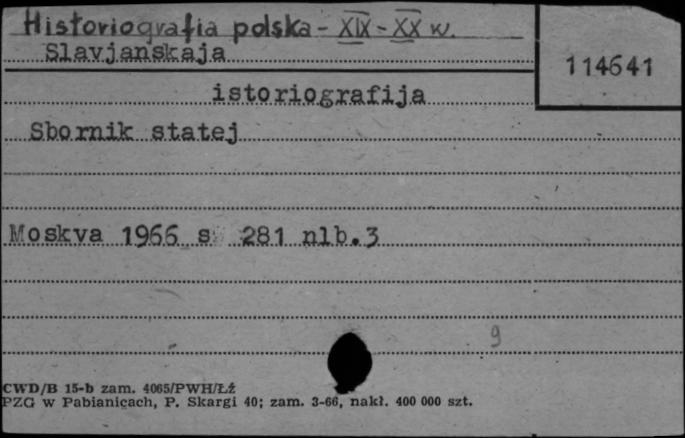 Historiografia polska - XIX - XX w.
Slavjanskaja
114641
istoriografija
Sbornik statej
Moskva 1966 s 281 nlb.3
9
CWD/B 15-b zam. 4065/PWH/Łż
PZG w Pabianicach, P. Skargi 40; zam. 3-66, nakł. 400 000 szt.